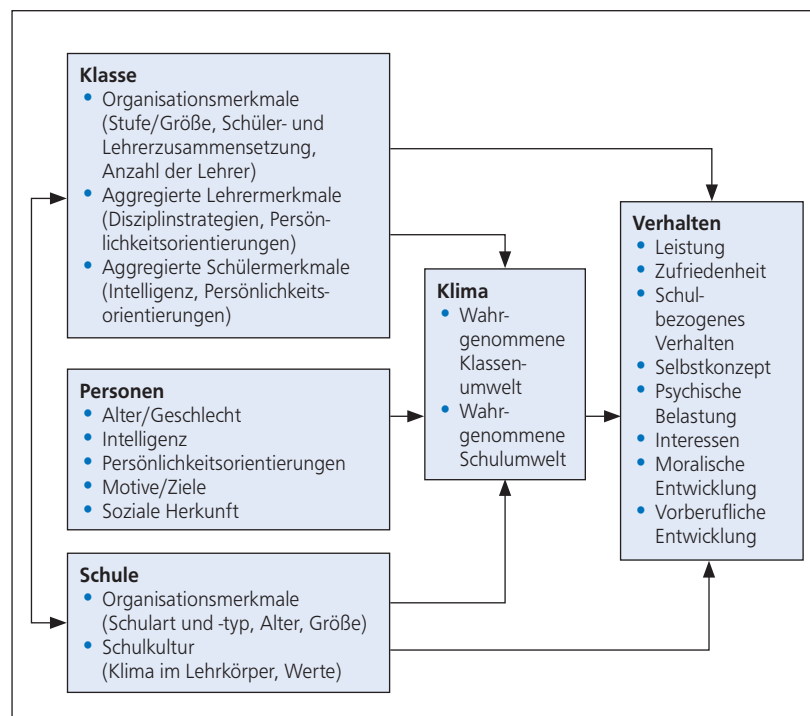 Klasse
• Organisationsmerkmale
(Stufe/Größe, Schüler- und
Lehrerzusammensetzung,
Anzahl der Lehrer)
• Aggregierte Lehrermerkmale
(Disziplinstrategien, Persön-
lichkeitsorientierungen)
• Aggregierte Schülermerkmale
(Intelligenz, Persönlichkeits-
orientierungen)
Personen
• Alter/Geschlecht
• Intelligenz
• Persönlichkeitsorientierungen
• Motive/Ziele
• Soziale Herkunft
Schule
• Organisationsmerkmale
(Schulart und -typ, Alter, Größe)
• Schulkultur
(Klima im Lehrkörper, Werte)
Klima
• Wahr-
genommene
Klassen-
umwelt
• Wahr-
genommene
Schulumwelt
Verhalten
• Leistung
• Zufriedenheit
• Schul-
bezogenes
Verhalten
• Selbstkonzept
• Psychische
Belastung
• Interessen
• Moralische
Entwicklung
• Vorberufliche
Entwicklung